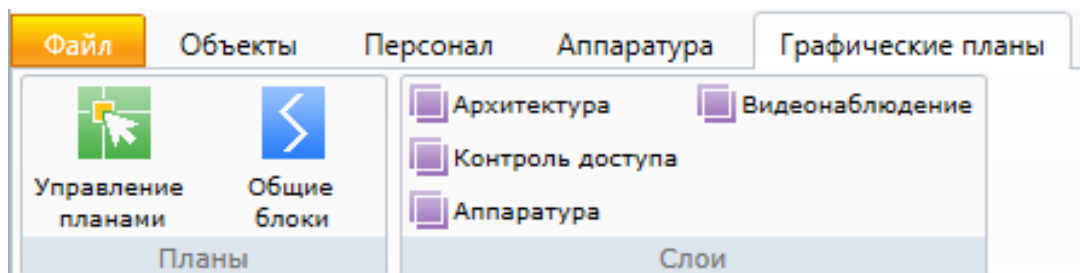 Файл Объекты Персонал Аппаратура Графические планы
Архитектура Видеонаблюдение
Контроль доступа
Управление планами
Общие блоки
Аппаратура
Планы Слои